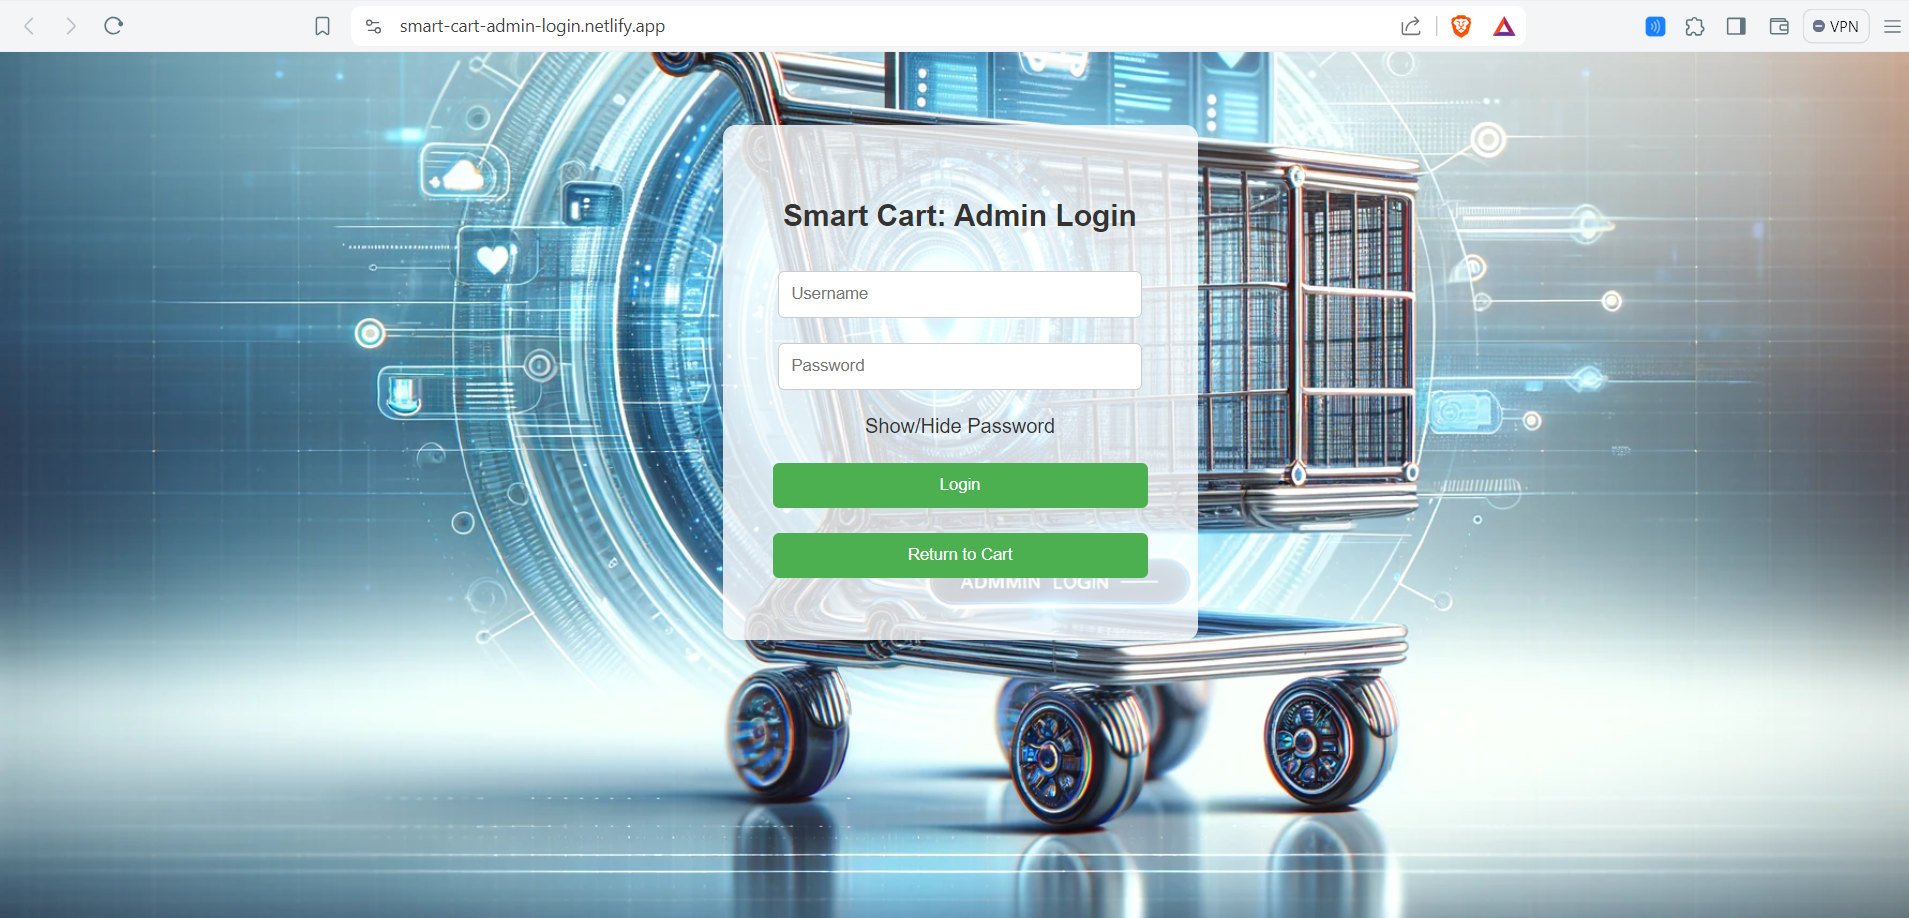 smart-cart-admin-login.netlify.app
VPN
Smart Cart: Admin Login
Username
Password
Show/Hide Password
Login
Return to Cart
ADMMIN LOGIN